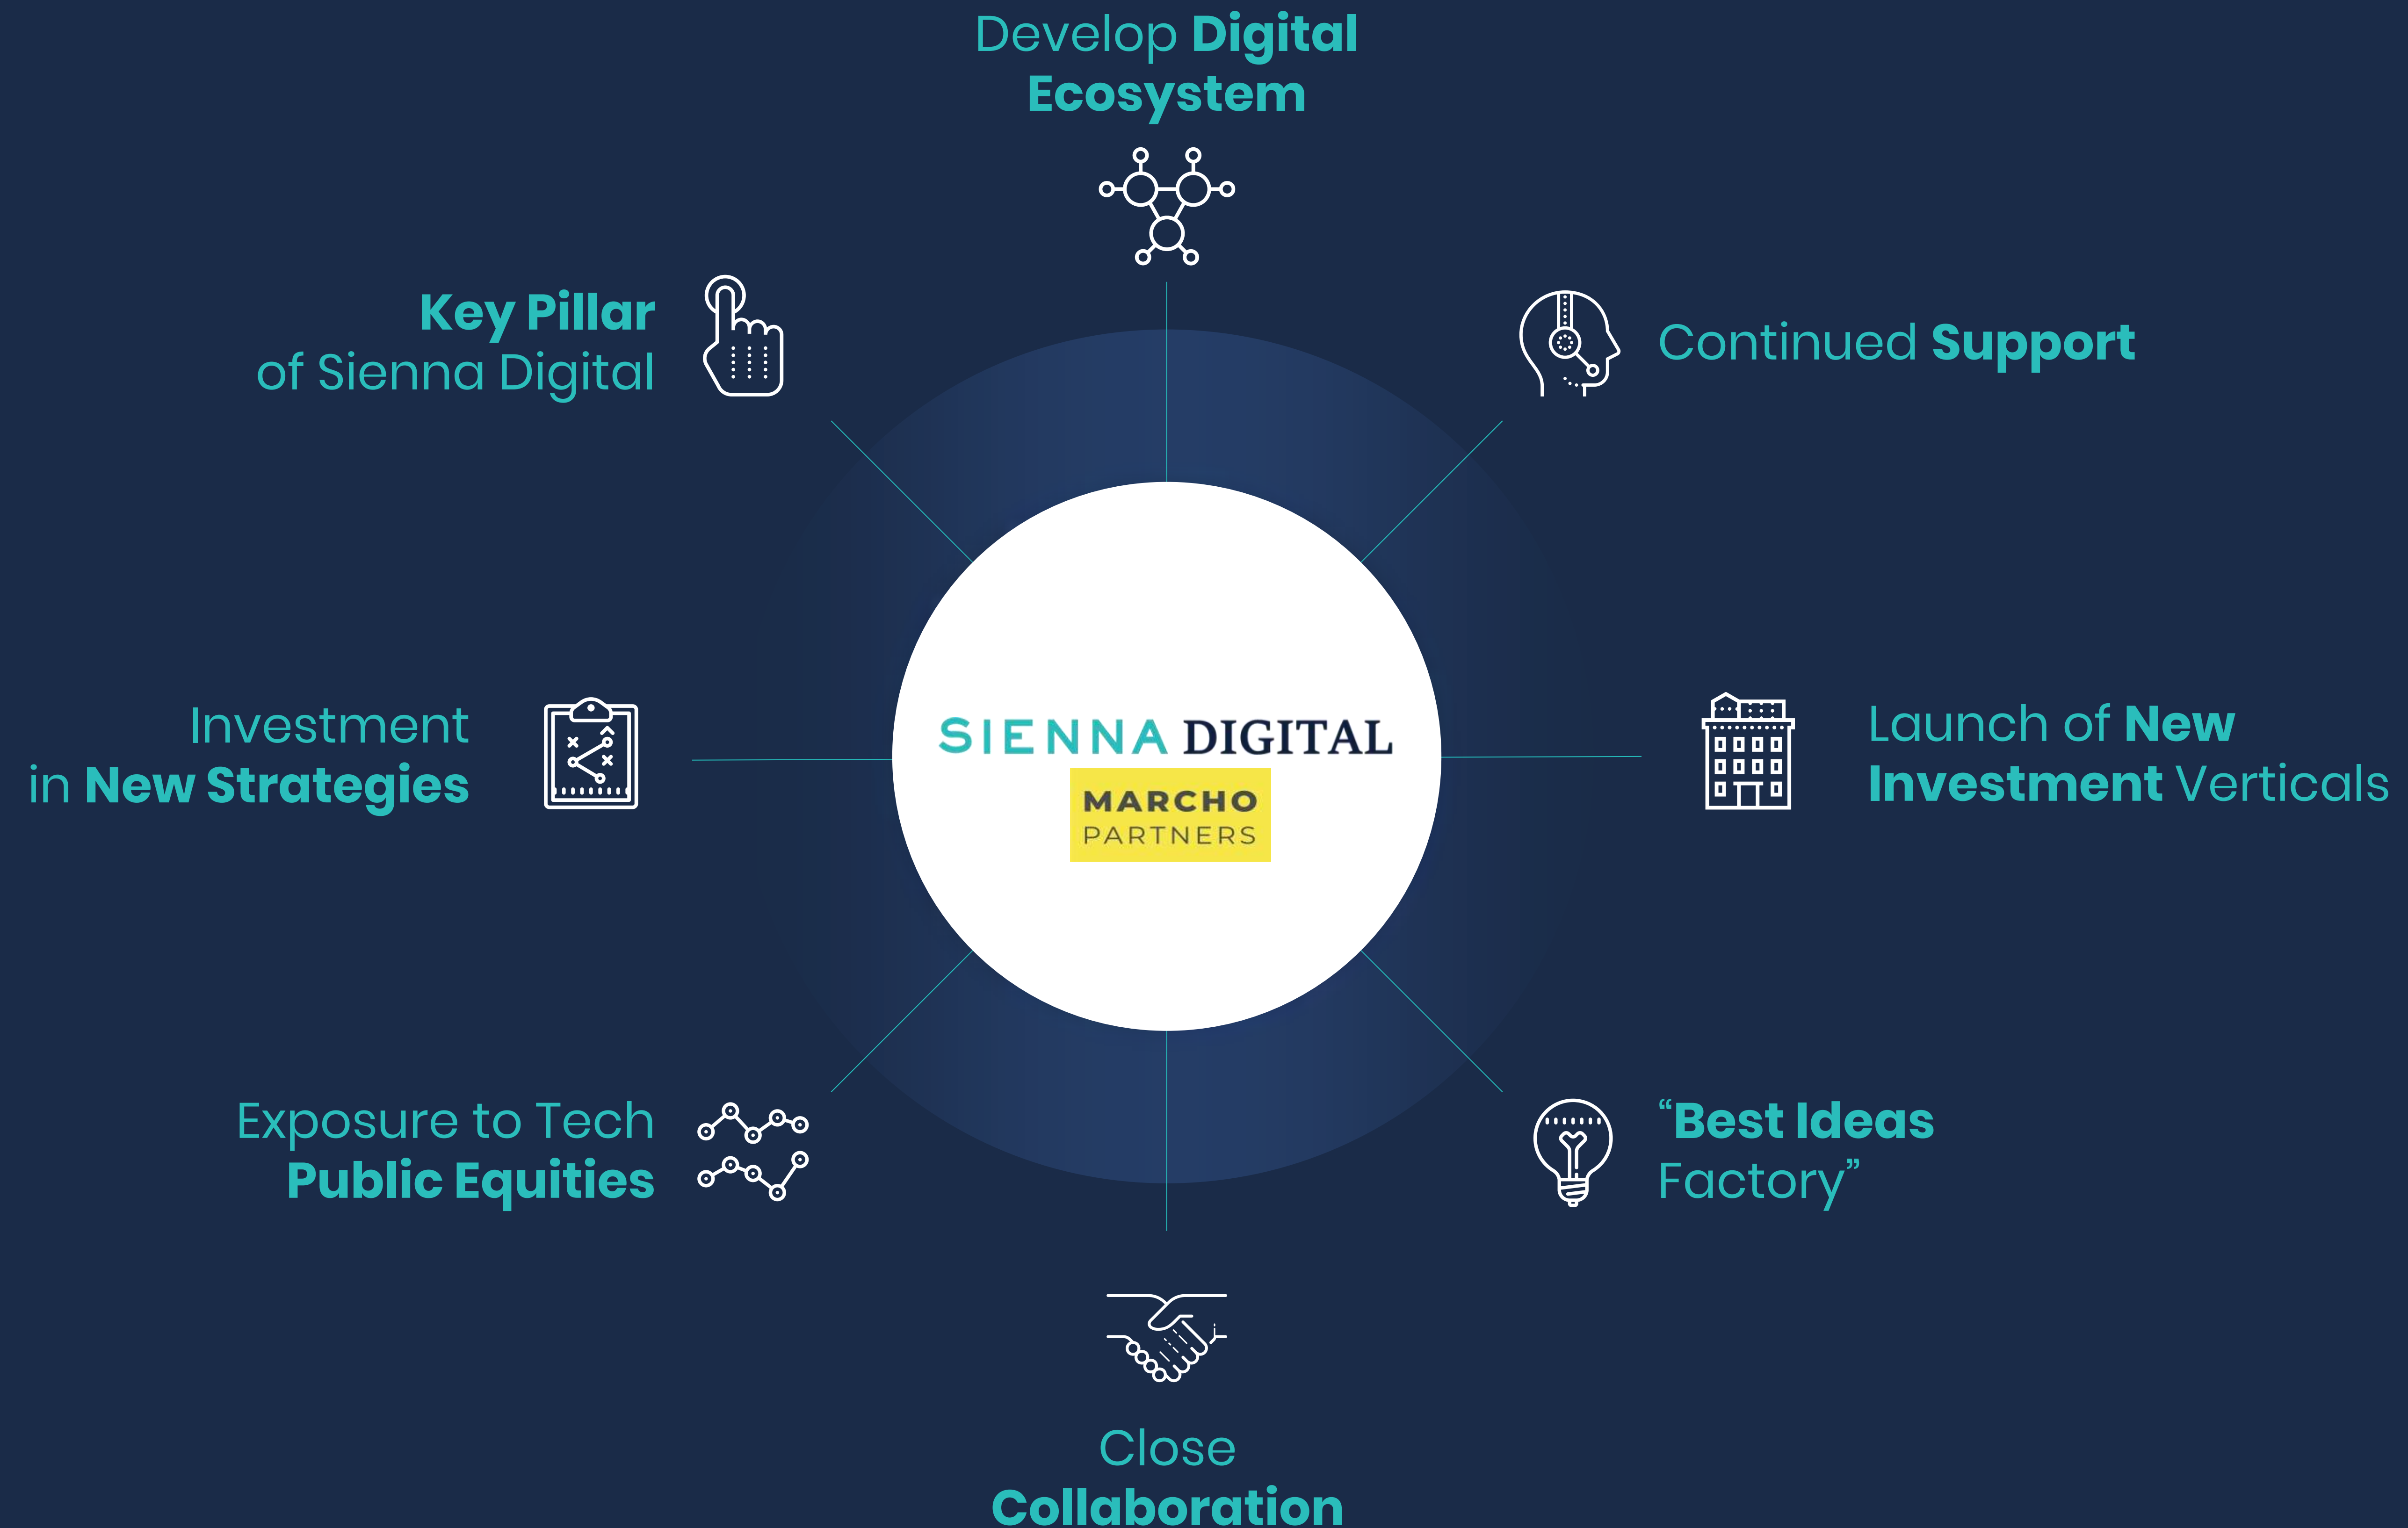 Develop Digital
Ecosystem
Key Pillar
of Sienna Digital
Continued Support
Investment
in New Strategies
SIENNA DIGITAL
MARCHO
PARTNERS
Launch of New
Investment Verticals
Exposure to Tech
Public Equities
“Best Ideas
Factory”
Close
Collaboration